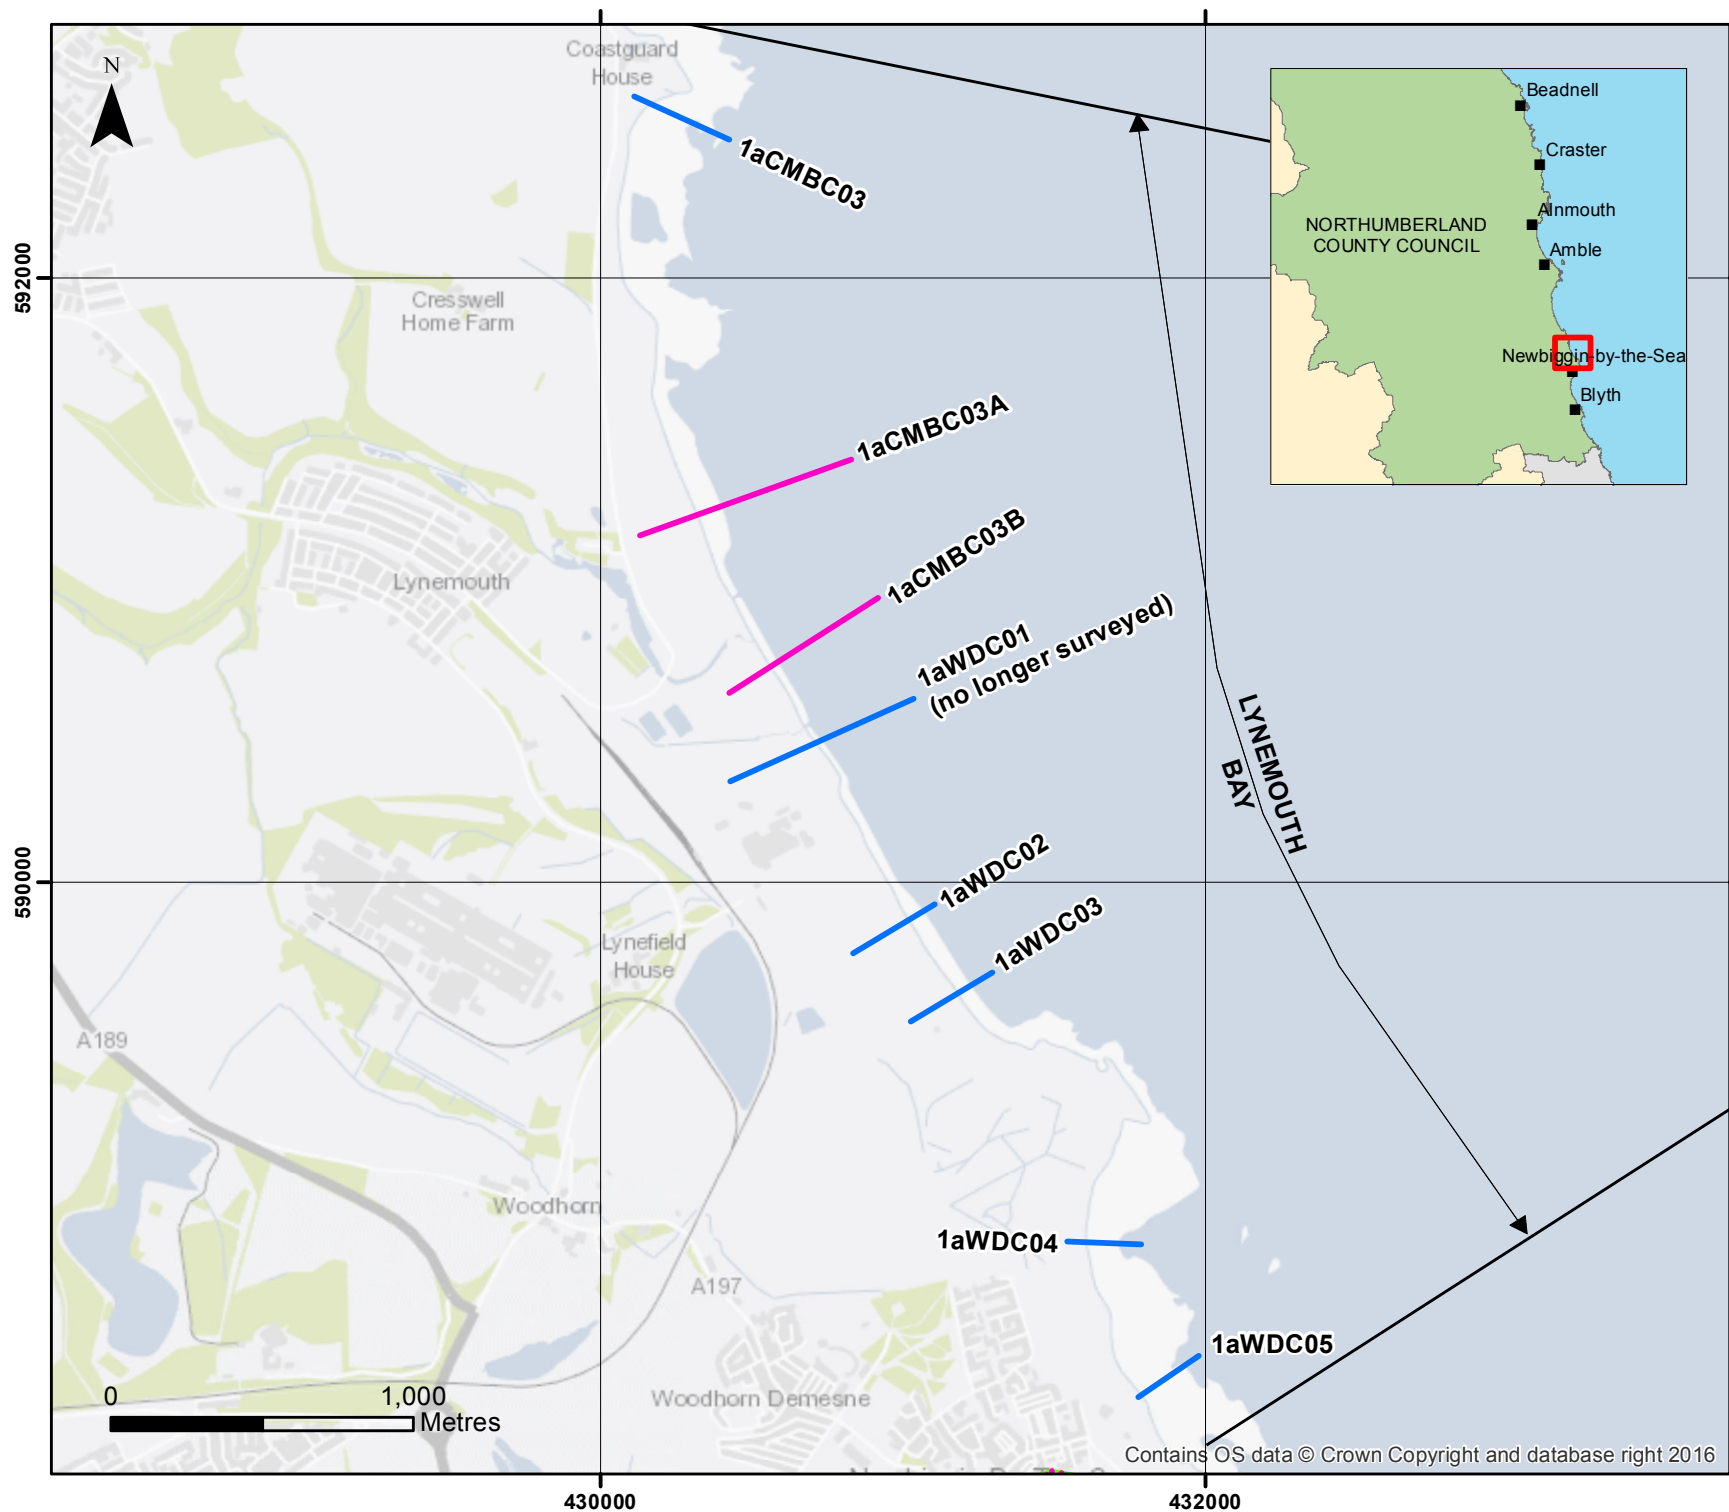 N
Coastguard
House
1aCMBC03
Beadnell
Craster
Alnmouth
Amble
NORTHUMBERLAND
COUNTY COUNCIL
Newbiggin-by-the-Sea
Blyth
592000
Cresswell
Home Farm
1aCMBC03A
1aCMBC03B
Lynemouth
1aWDC01
(no longer surveyed)
LYNEMOUTH
BAY
590000
1aWDC02
1aWDC03
Lynefield
House
A189
Woodhorn
1aWDC04
A197
1aWDC05
Woodhorn Demesne
0 1,000
Metres
Contains OS data © Crown Copyright and database right 2016
430000 432000